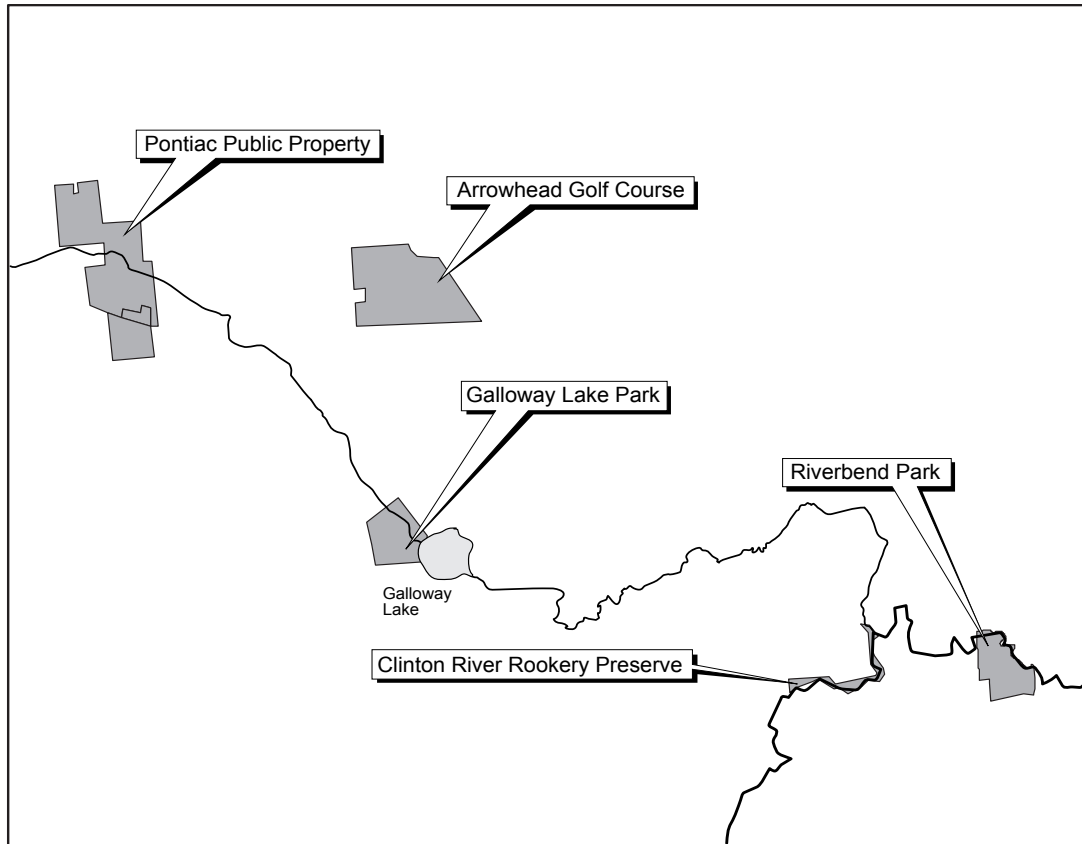 Pontiac Public Property
Arrowhead Golf Course
Galloway Lake Park
Riverbend Park
Galloway
Lake
Clinton River Rookery Preserve